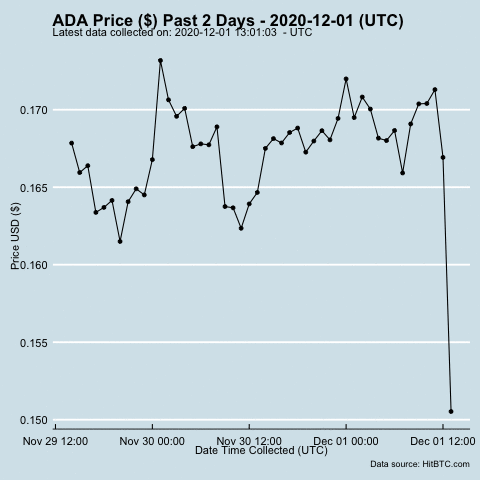 ADA Price ($) Past 2 Days - 2020-12-01 (UTC)
Latest data collected on: 2020-12-01 13:01:03  - UTC
Price USD ($)
0.170
0.165
0.160
0.155
0.150
Nov 29 12:00 Nov 30 00:00 Nov 30 12:00 Dec 01 00:00 Dec 01 12:00
Date Time Collected (UTC)
Data source: HitBTC.com